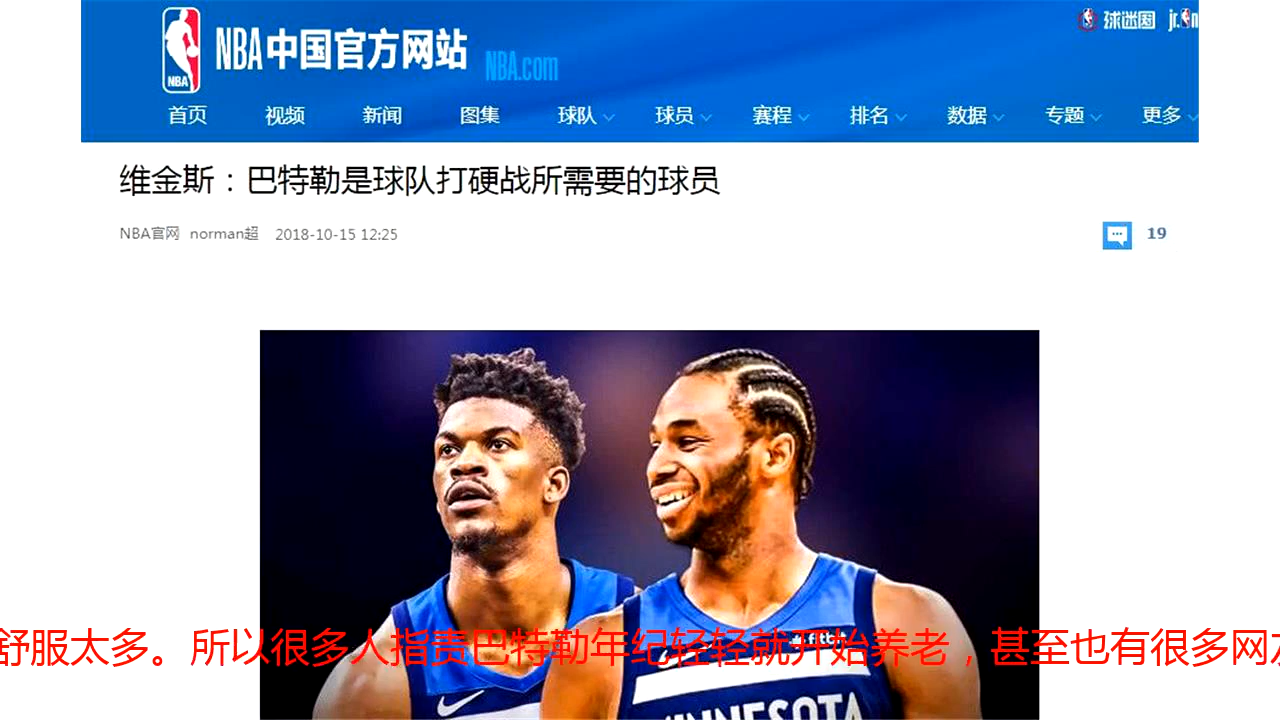 球迷圈 jr.
NBA中国官方网站 NBA.com
NBA
首页 视频 新闻 图集 球队 球员 赛程 排名 数据 专题 更多
维金斯：巴特勒是球队打硬战所需要的球员
NBA官网 norman超 2018-10-15 12:25
19
fitbit
舒服太多。所以很多人指责巴特勒年纪轻轻就开始养老，甚至也有很多网友
MINNESOTA